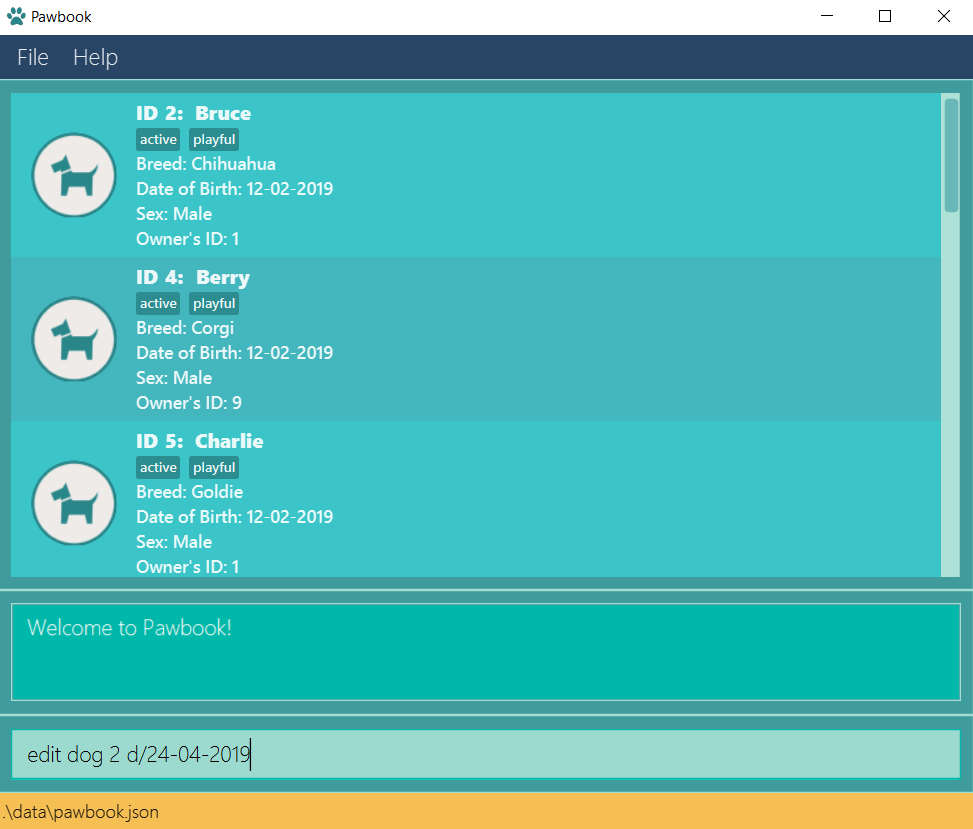 Pawbook
File Help
ID 2: Bruce
active playful
Breed: Chihuahua
Date of Birth: 12-02-2019
Sex: Male
Owner's ID: 1
ID 4: Berry
active playful
Breed: Corgi
Date of Birth: 12-02-2019
Sex: Male
Owner's ID: 9
ID 5: Charlie
active playful
Breed: Goldie
Date of Birth: 12-02-2019
Sex: Male
Owner's ID: 1
Welcome to Pawbook!
edit dog 2 d/24-04-2019
.\data\pawbook.json